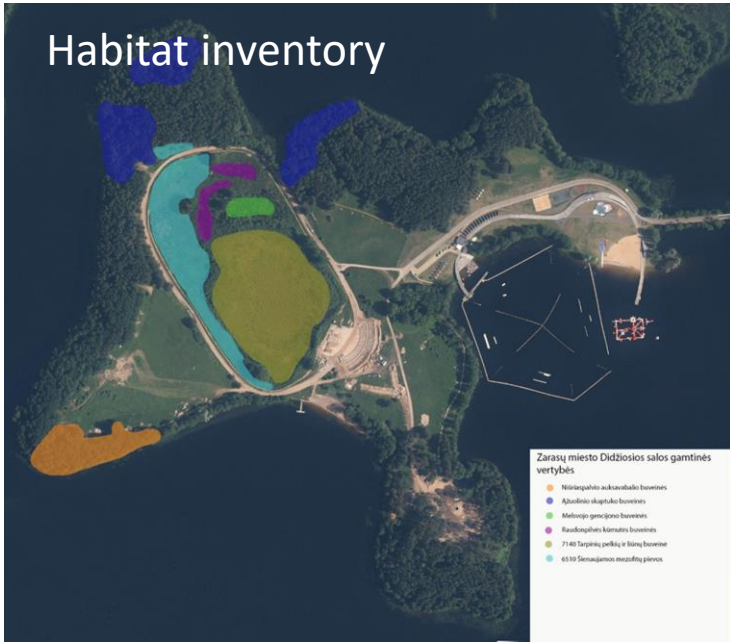 Habitat inventory
Zarasų miesto Didžiosios salos gamtinės
vertybės
Niūriaspalvio auksavabalio buveinės
Ąžuolinio skaptuko buveinės
Melsvojo gencijono buveinės
Raudonpilvės kūmutės buveinės
7140 Tarpinių pelkių ir liūnų buveinė
6510 Šienaujamos mezofitų pievos